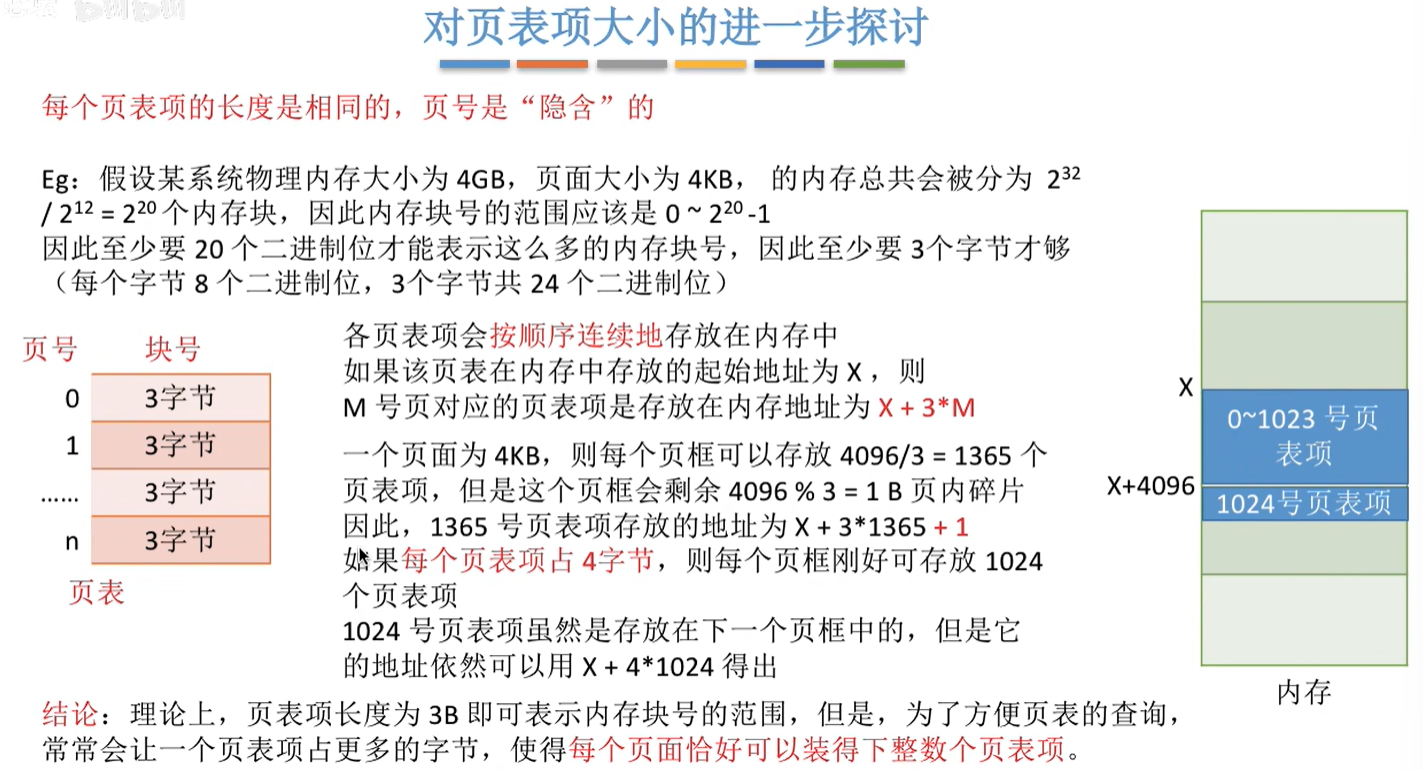 对页表项大小的进一步探讨
每个页表项的长度是相同的，页号是“隐含”的
Eg：假设某系统物理内存大小为 4GB，页面大小为 4KB， 的内存总共会被分为 2³²
/ 2¹² = 2²⁰ 个内存块，因此内存块号的范围应该是 0 ~ 2²⁰ -1
因此至少要 20 个二进制位才能表示这么多的内存块号，因此至少要 3个字节才够
（每个字节 8 个二进制位，3个字节共 24 个二进制位）
页号 块号
0 3字节
1 3字节
…… 3字节
n 3字节
页表
各页表项会按顺序连续地存放在内存中
如果该页表在内存中存放的起始地址为 X ，则
M 号页对应的页表项是存放在内存地址为 X + 3*M
一个页面为 4KB，则每个页框可以存放 4096/3 = 1365 个
页表项，但是这个页框会剩余 4096 % 3 = 1 B 页内碎片
因此，1365 号页表项存放的地址为 X + 3*1365 + 1
如果每个页表项占 4字节，则每个页框刚好可存放 1024
个页表项
1024 号页表项虽然是存放在下一个页框中的，但是它
的地址依然可以用 X + 4*1024 得出
X
0~1023 号页
表项
X+4096
1024号页表项
内存
结论：理论上，页表项长度为 3B 即可表示内存块号的范围，但是，为了方便页表的查询，
常常会让一个页表项占更多的字节，使得每个页面恰好可以装得下整数个页表项。